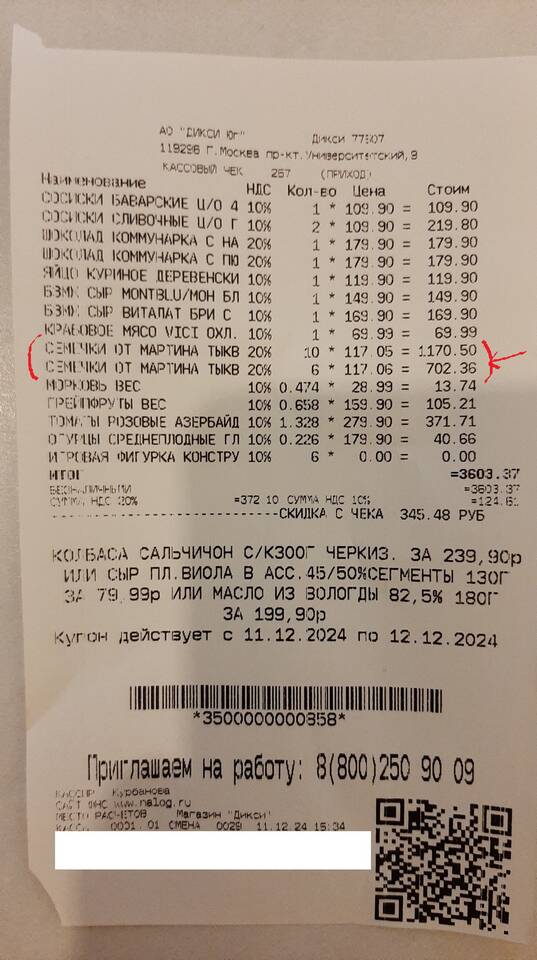 АО "ДИКСИ Юг" Дикси 77507
119296 Г.Москва пр-кт.Университетский,9
КАССОВЫЙ ЧЕК 267 (ПРИХОД)
Наименование НДС Кол-во Цена Стоим
СОСИСКИ БАВАРСКИЕ Ц/О 4 10% 1 * 109.90 = 109.90
СОСИСКИ СЛИВОЧНЫЕ Ц/О Г 10% 2 * 109.90 = 219.80
ШОКОЛАД КОММУНАРКА С НА 20% 1 * 179.90 = 179.90
ШОКОЛАД КОММУНАРКА С ПЮ 20% 1 * 179.90 = 179.90
ЯЙЦО КУРИНОЕ ДЕРЕВЕНСКИ 10% 1 * 119.90 = 119.90
БЗМЖ СЫР MONTBLU/МОН БЛ 10% 1 * 149.90 = 149.90
БЗМЖ СЫР ВИТАЛАТ БРИ С 10% 1 * 169.90 = 169.90
КРАБОВОЕ МЯСО VICI ОХЛ. 10% 1 * 69.99 = 69.99
СЕМЕЧКИ ОТ МАРТИНА ТЫКВ 20% 10 * 117.05 = 1170.50
СЕМЕЧКИ ОТ МАРТИНА ТЫКВ 20% 6 * 117.06 = 702.36
МОРКОВЬ ВЕС 10% 0.474 * 28.99 = 13.74
ГРЕЙПФРУТЫ ВЕС 10% 0.658 * 159.90 = 105.21
ТОМАТЫ РОЗОВЫЕ АЗЕРБАЙД 10% 1.328 * 279.90 = 371.71
ОГУРЦЫ СРЕДНЕПЛОДНЫЕ ГЛ 10% 0.226 * 179.90 = 40.66
ИГРОВАЯ ФИГУРКА КОНСТРУ 10% 6 * 0.00 = 0.00
ИТОГ =3603.37
БЕЗНАЛИЧНЫМИ =3603.37
СУММА НДС 20% =372.10 СУММА НДС 10%
СКИДКА С ЧЕКА 345.48 РУБ
КОЛБАСА САЛЬЧИЧОН С/К300Г ЧЕРКИЗ. ЗА 239,90р
ИЛИ СЫР ПЛ.ВИОЛА В АСС.45/50%СЕГМЕНТЫ 130Г
ЗА 79,99р ИЛИ МАСЛО ИЗ ВОЛОГДЫ 82,5% 180Г
ЗА 199,90р
Купон действует с 11.12.2024 по 12.12.2024
*3500000000358*
Приглашаем на работу: 8(800)250 90 09
КАССИР Курбанова
САЙТ ФНС www.nalog.ru
МЕСТО РАСЧЕТОВ Магазин "Дикси"
КАССА 0001.01 СМЕНА 0029 11.12.24 15:34